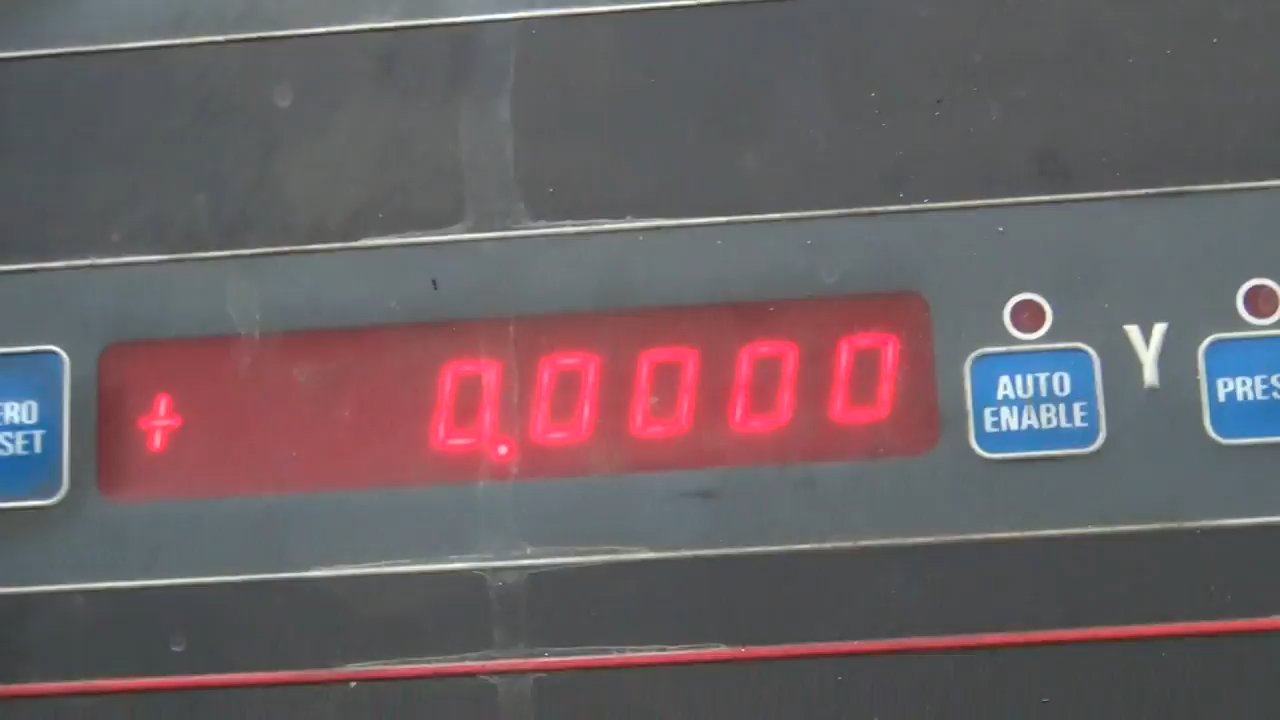 ERO
SET
+ 0.0000
AUTO
ENABLE
Y
PRES